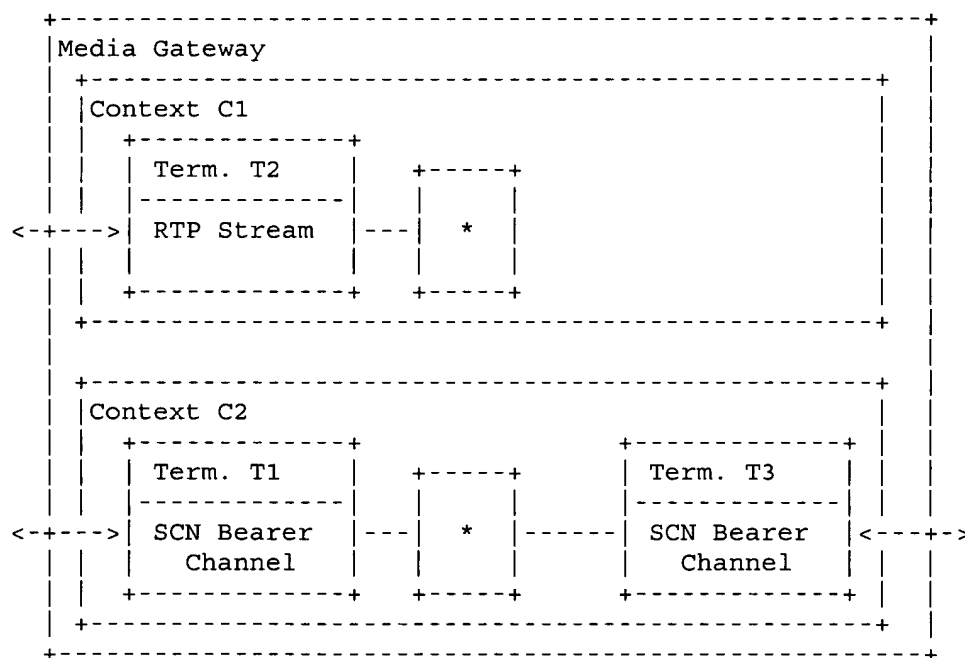 Media Gateway
Context C1
Term. T2
RTP Stream
*
Context C2
Term. T1
Term. T3
SCN Bearer
Channel
*
SCN Bearer
Channel